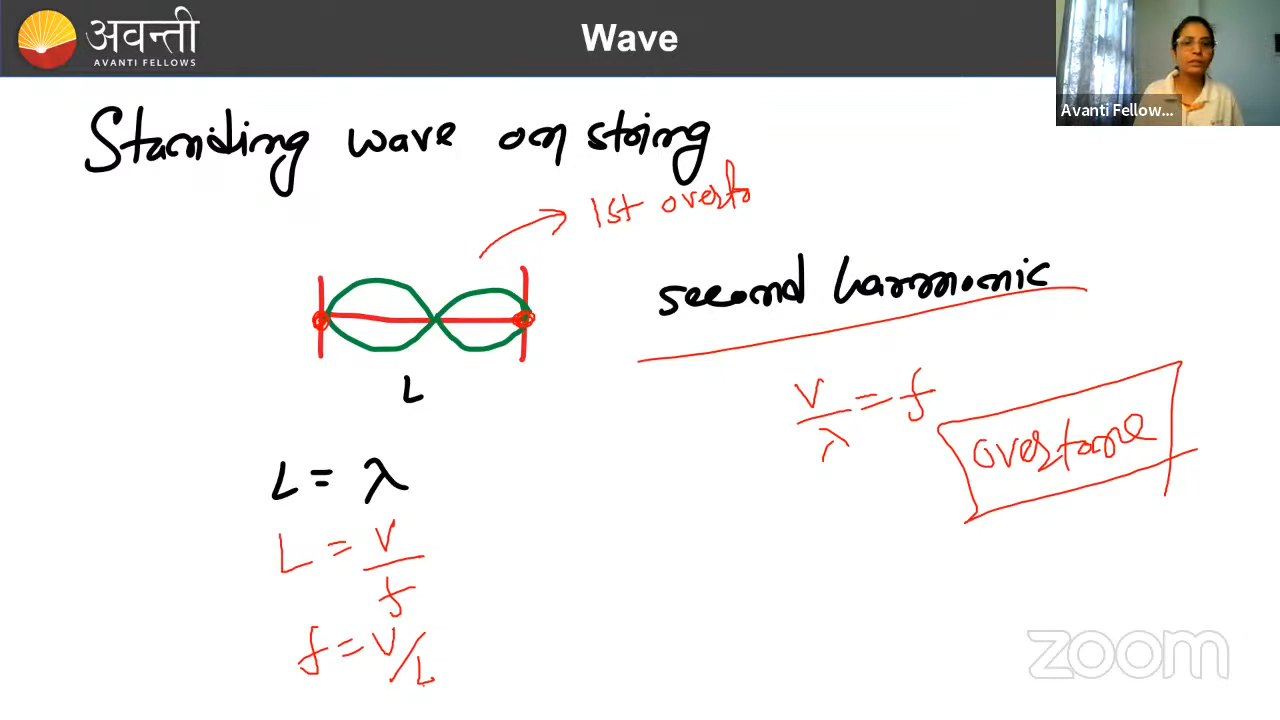 अवन्ती
AVANTI FELLOWS
Wave
Avanti Fellow...
Standing wave on string
1st overto
second harmonic
V/λ = f
overtone
L
L = λ
L = V/f
f = V/L
zoom